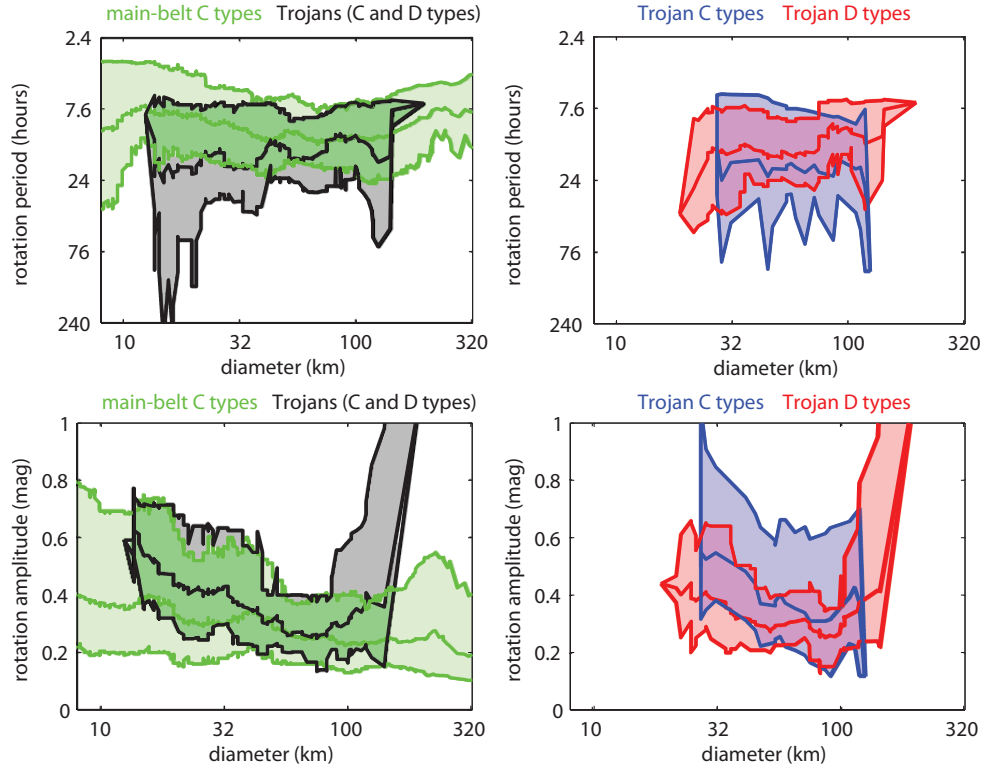 main-belt C types Trojans (C and D types)
Trojan C types Trojan D types
rotation period (hours)
2.4
7.6
24
76
240
10 32 100 320
diameter (km)
rotation period (hours)
2.4
7.6
24
76
240
10 32 100 320
diameter (km)
main-belt C types Trojans (C and D types)
Trojan C types Trojan D types
rotation amplitude (mag)
1
0.8
0.6
0.4
0.2
0
10 32 100 320
diameter (km)
rotation amplitude (mag)
1
0.8
0.6
0.4
0.2
0
10 32 100 320
diameter (km)